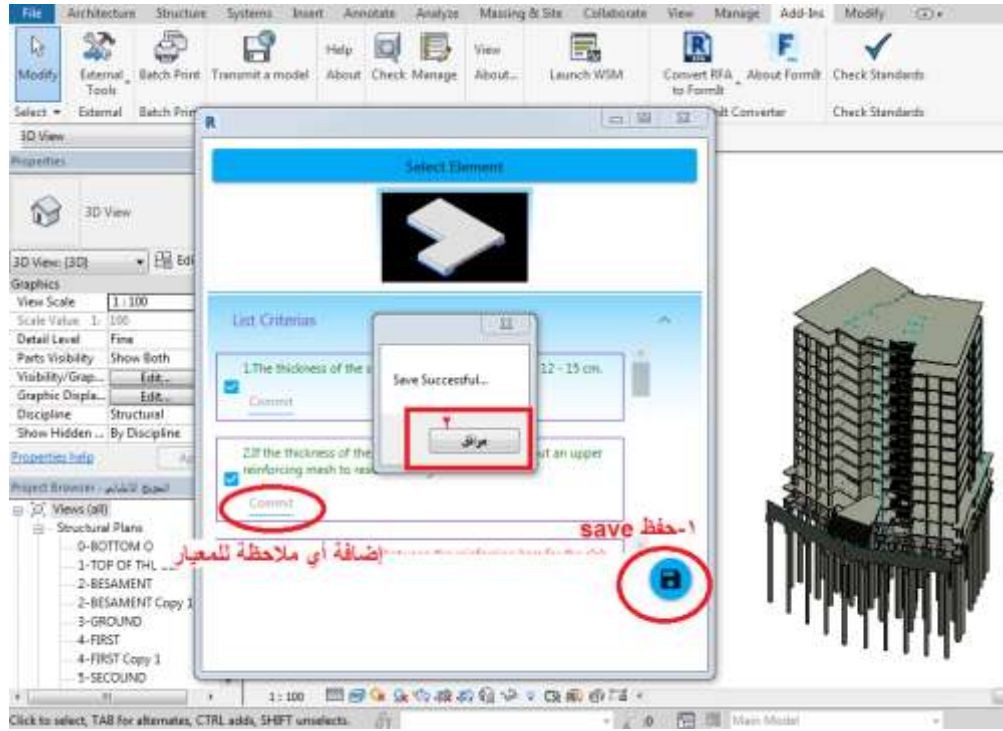 File Architecture Structure Systems Insert Annotate Analyze Massing & Site Collaborate View Manage Add-Ins Modify
Modify External Tools Batch Print Transmit a model Help About Check Manage View About... Launch WSM Convert RFA to FormIt About FormIt Check Standards
Select External Batch Print Converter Check Standards
3D View
Properties
R
Select Element
3D View
3D View: {3D}
Graphics
View Scale 1 : 100
Scale Value 1: 100
Detail Level Fine
Parts Visibility Show Both
Visibility/Grap... Edit...
Graphic Displa... Edit...
Discipline Structural
Show Hidden ... By Discipline
Properties help
List Criterias
1.The thickness of the 12 - 15 cm.
Commit
Save Successful...
٢
موافق
2.If the thickness of the an upper
reinforcing mesh to
Commit
١-حفظ save
إضافة أي ملاحظة للمعيار
Project Browser -
Views (all)
Structural Plans
0-BOTTOM O
1-TOP OF THE
2-BESAMENT
2-BESAMENT Copy 1
3-GROUND
4-FIRST
4-FIRST Copy 1
5-SECOUND
1 : 100
Click to select, TAB for alternates, CTRL adds, SHIFT unselects.
:0 Main Model